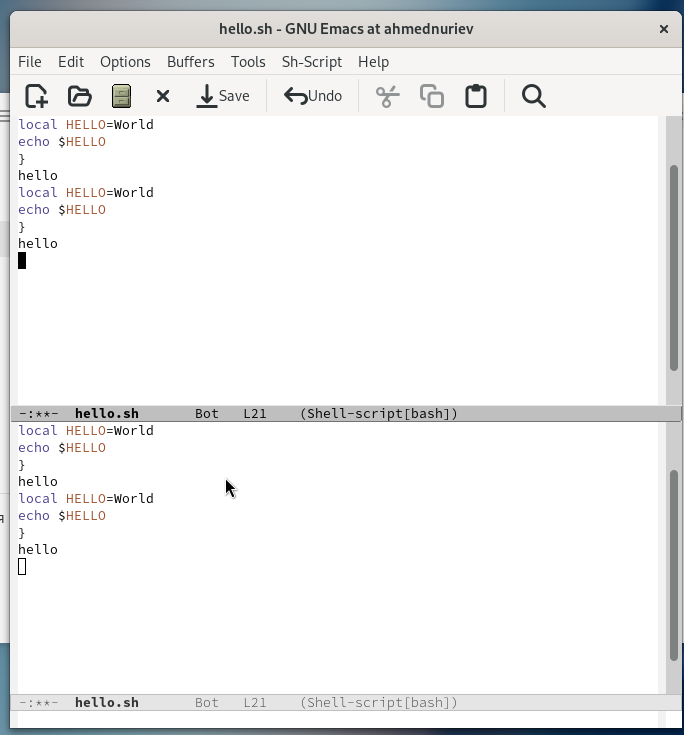 hello.sh - GNU Emacs at ahmednuriev
File Edit Options Buffers Tools Sh-Script Help
Save Undo
local HELLO=World
echo $HELLO
}
hello
local HELLO=World
echo $HELLO
}
hello
-:**- hello.sh Bot L21 (Shell-script[bash])
local HELLO=World
echo $HELLO
}
hello
local HELLO=World
echo $HELLO
}
hello
-:**- hello.sh Bot L21 (Shell-script[bash])